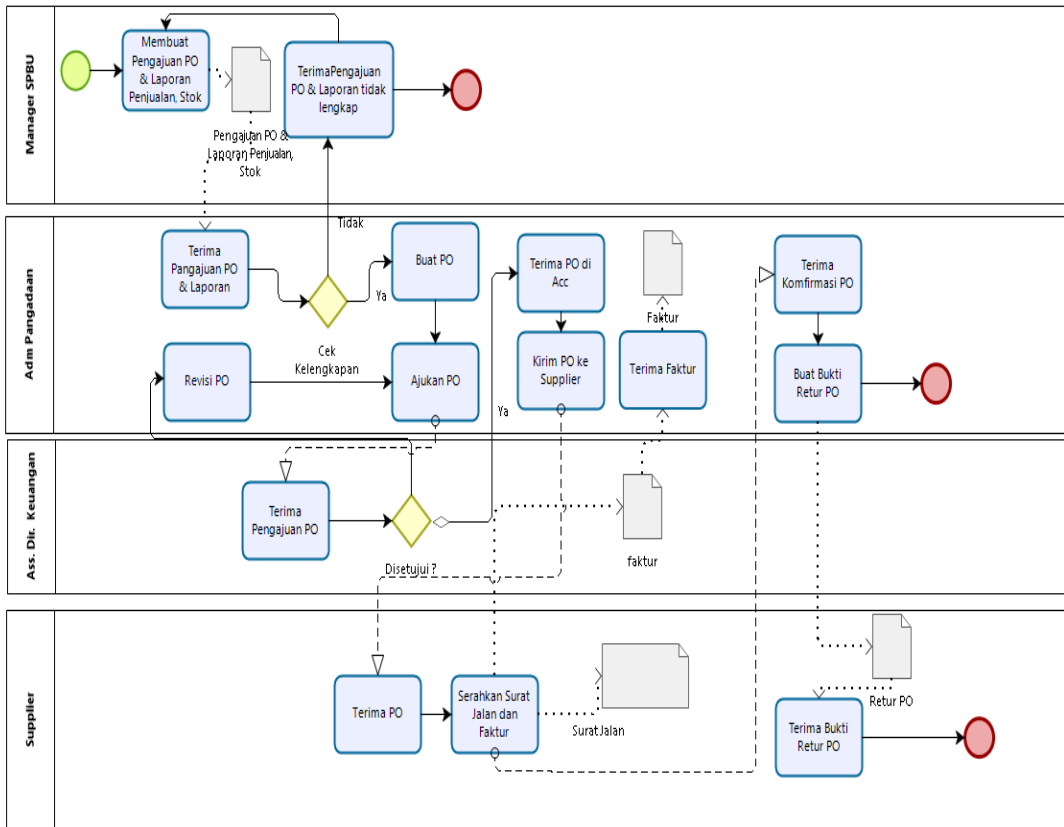 Manager SPBU
Membuat
Pengajuan PO
& Laporan
Penjualan, Stok
Pengajuan PO &
Laporan Penjualan,
Stok
TerimaPengajuan
PO & Laporan tidak
lengkap
Adm Pangadaan
Terima
Pangajuan PO
& Laporan
Tidak
Ya
Cek
Kelengkapan
Buat PO
Revisi PO
Ajukan PO
Terima PO di
Acc
Kirim PO ke
Supplier
Ya
Faktur
Terima Faktur
Terima
Komfirmasi PO
Buat Bukti
Retur PO
Ass. Dir. Keuangan
Terima
Pengajuan PO
Disetujui ?
faktur
Supplier
Terima PO
Serahkan Surat
Jalan dan
Faktur
Surat Jalan
Retur PO
Terima Bukti
Retur PO